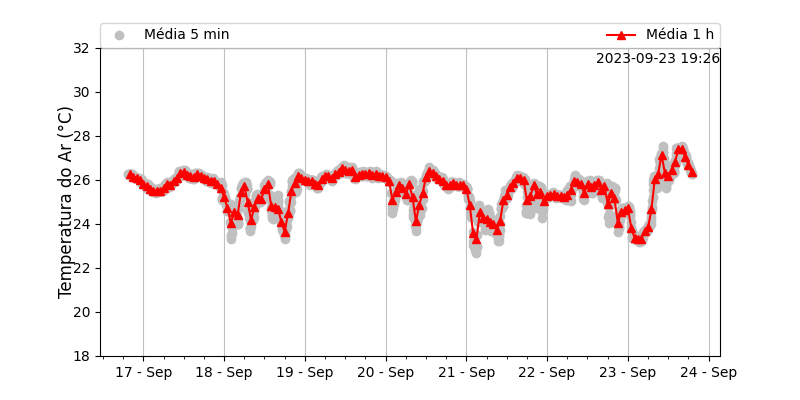 Média 5 min
Média 1 h
2023-09-23 19:26
Temperatura do Ar (°C)
32
30
28
26
24
22
20
18
17 - Sep
18 - Sep
19 - Sep
20 - Sep
21 - Sep
22 - Sep
23 - Sep
24 - Sep